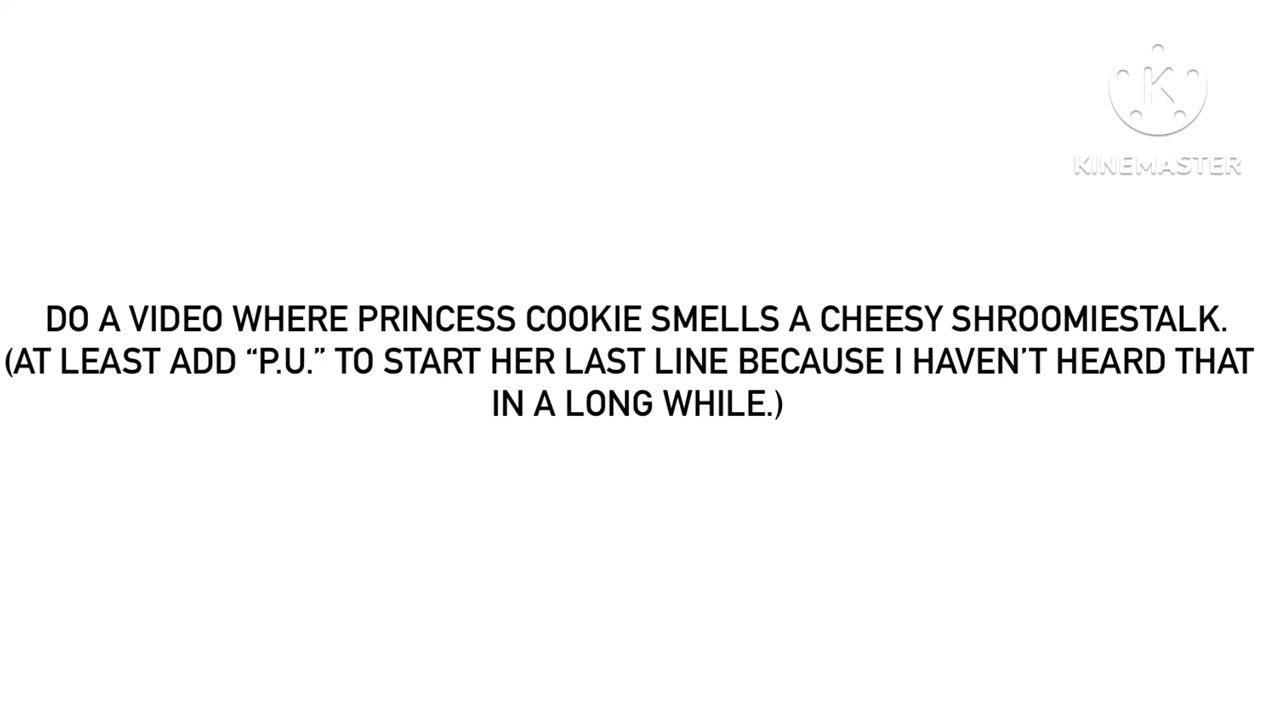 KINEMASTER
DO A VIDEO WHERE PRINCESS COOKIE SMELLS A CHEESY SHROOMIESTALK.
(AT LEAST ADD “P.U.” TO START HER LAST LINE BECAUSE I HAVEN’T HEARD THAT
IN A LONG WHILE.)